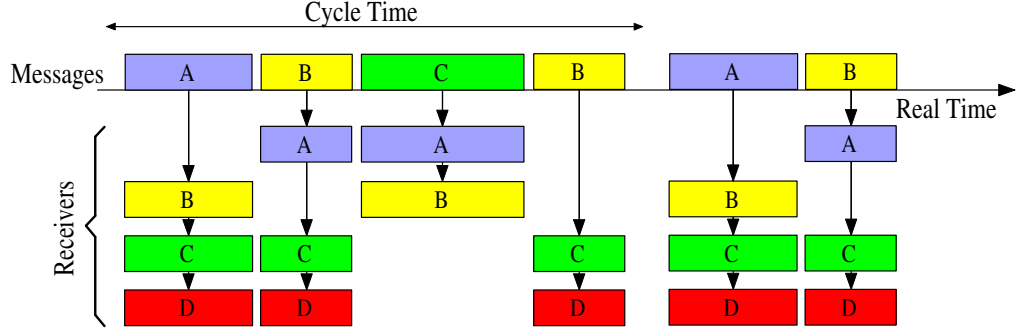 Cycle Time
Messages A B C B A B
Real Time
A A A
B B B
C C C C C
D D D D D
Receivers